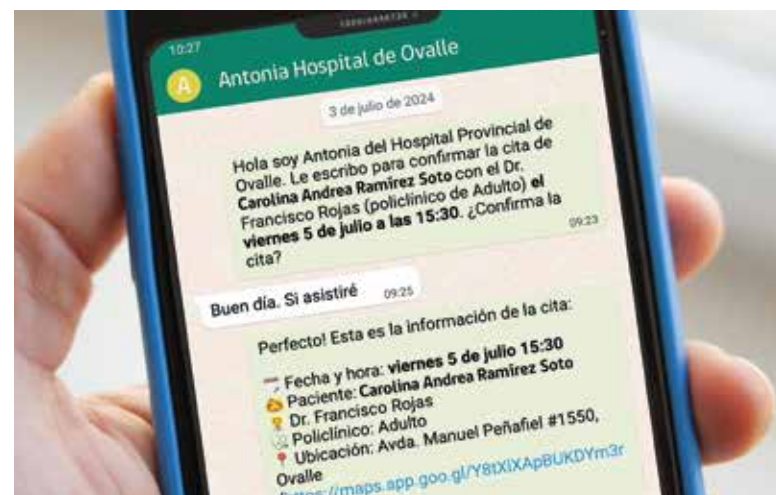 10:27
A
Antonia Hospital de Ovalle
3 de julio de 2024
Hola soy Antonia del Hospital Provincial de
Ovalle. Le escribo para confirmar la cita de
Carolina Andrea Ramírez Soto con el Dr.
Francisco Rojas (policlínico de Adulto) el
viernes 5 de julio a las 15:30. ¿Confirma la
cita?
09:23
Buen día. Si asistiré
09:25
Perfecto! Esta es la información de la cita:
Fecha y hora: viernes 5 de julio 15:30
Paciente: Carolina Andrea Ramírez Soto
Dr. Francisco Rojas
Policlínico: Adulto
Ubicación: Avda. Manuel Peñafiel #1550,
Ovalle